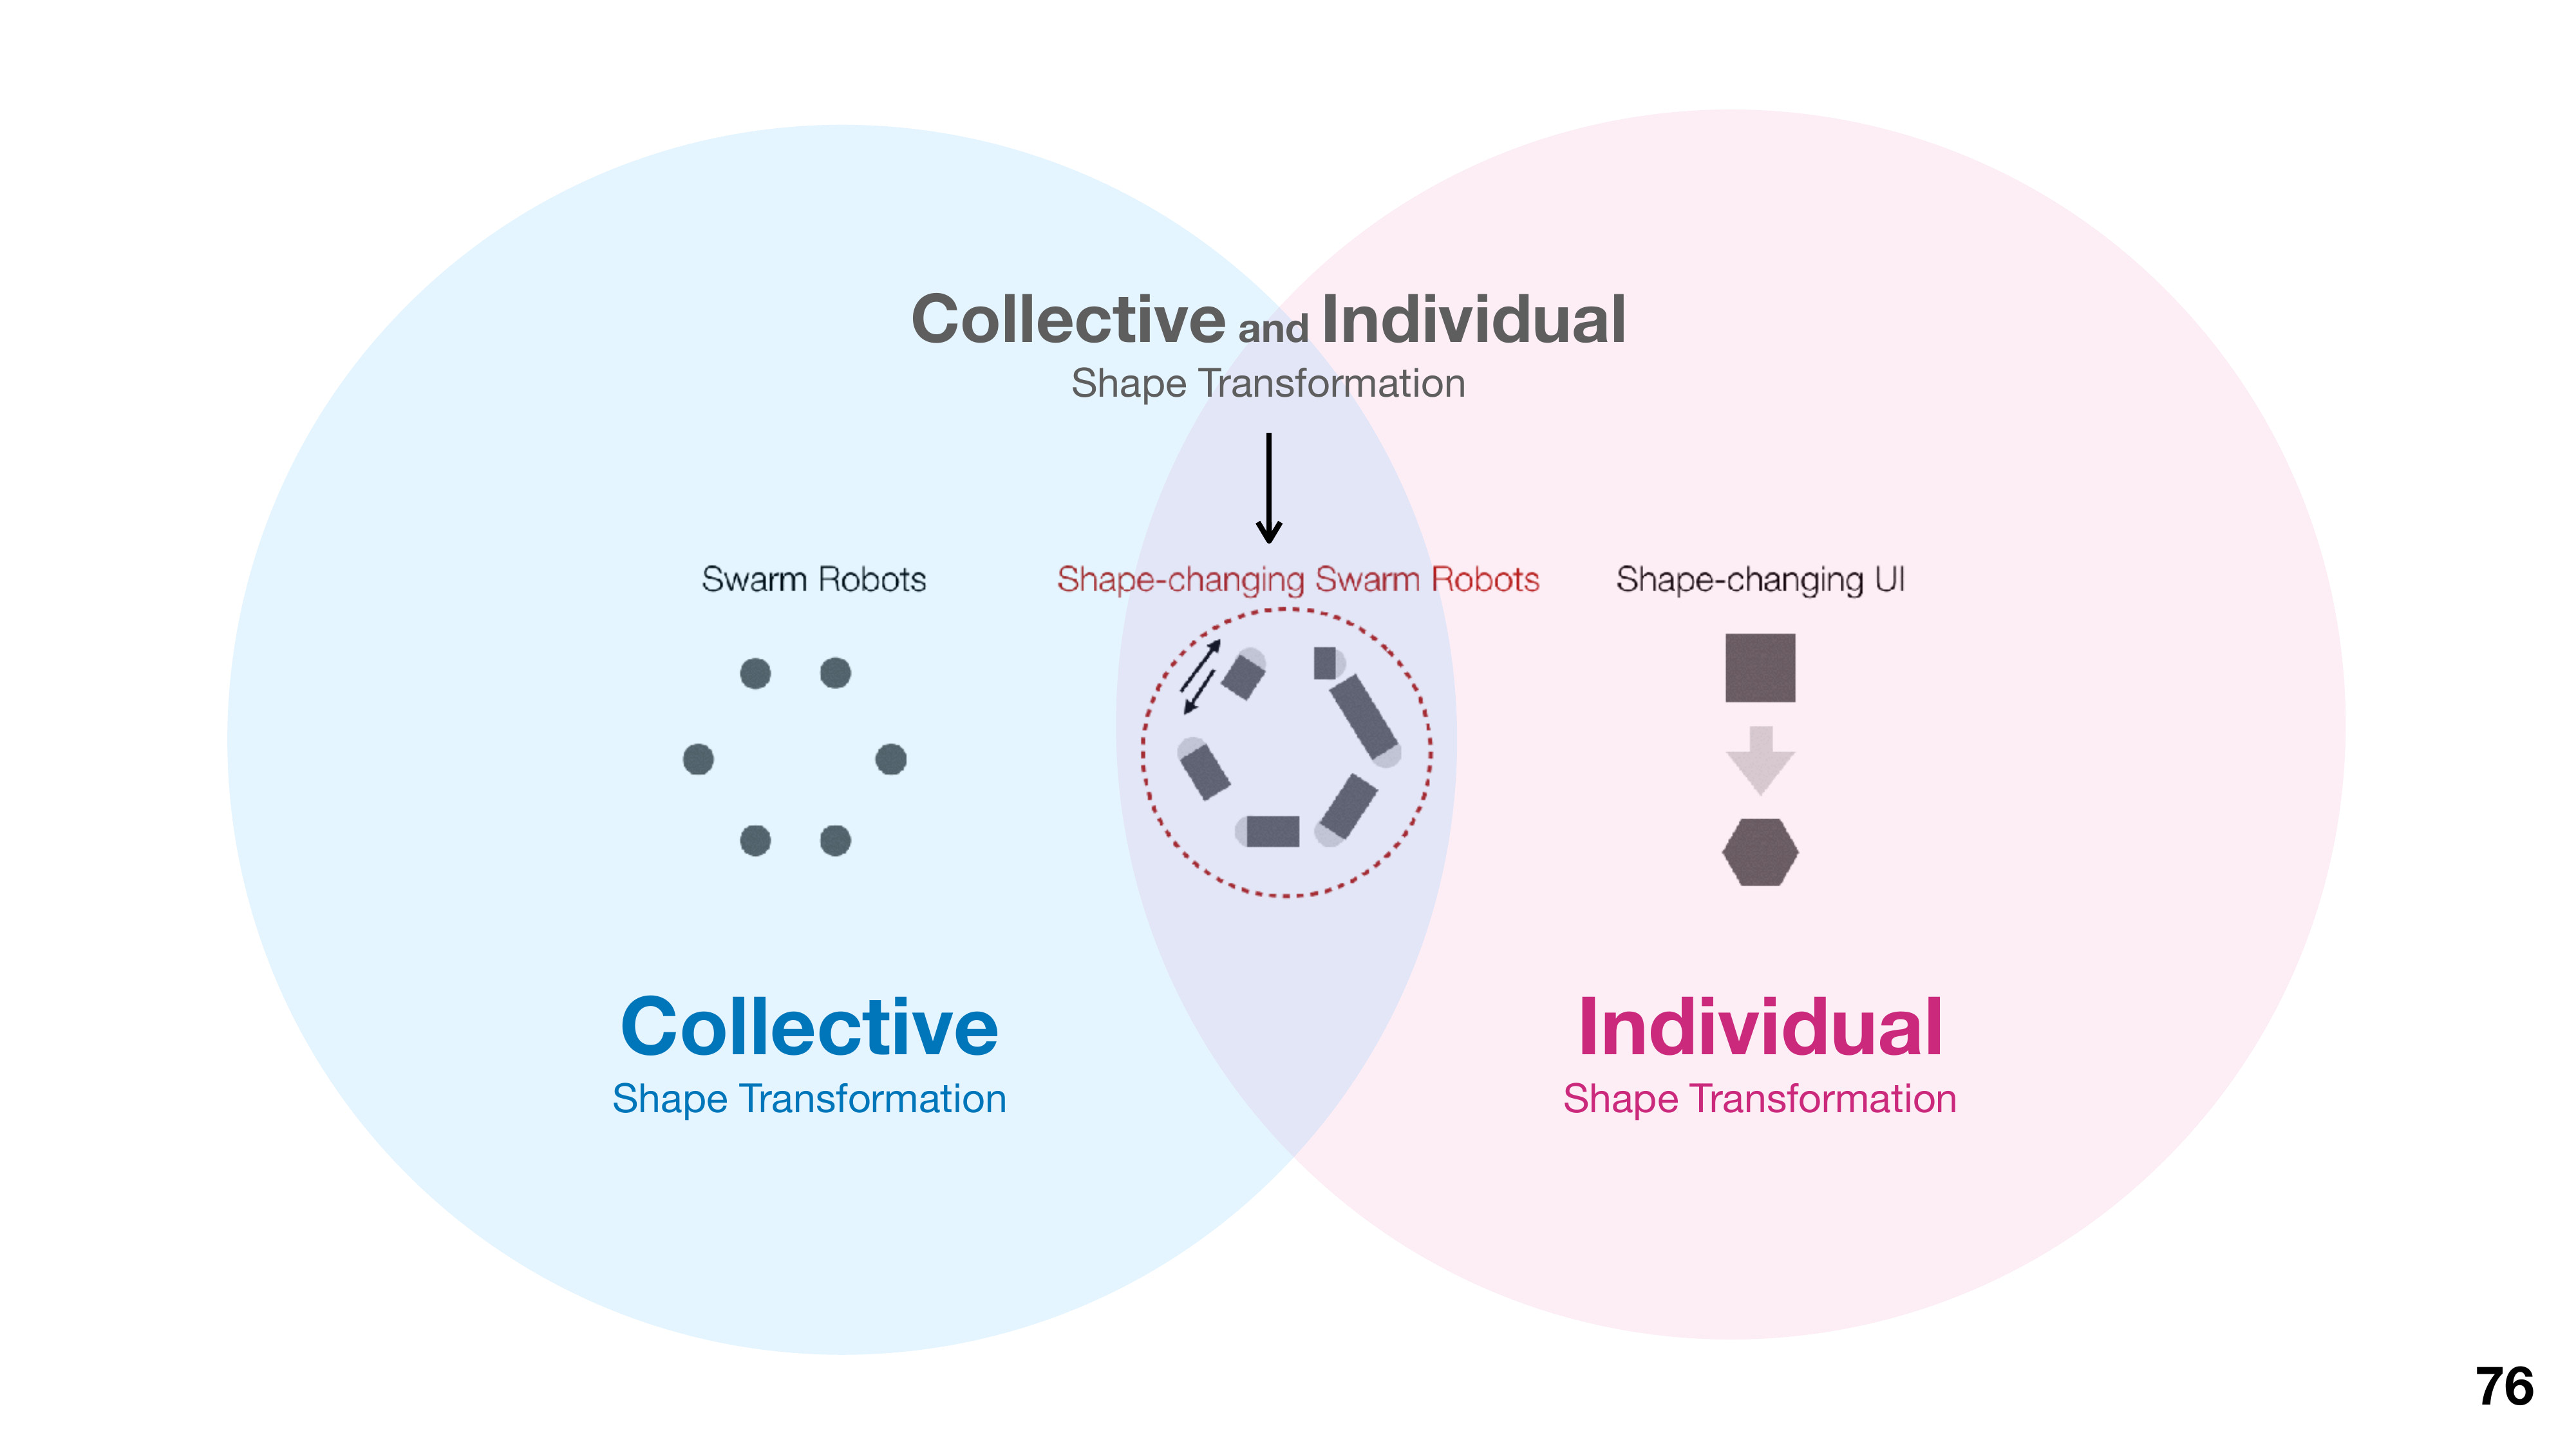 Collective and Individual
Shape Transformation
Swarm Robots
Shape-changing Swarm Robots
Shape-changing UI
Collective
Shape Transformation
Individual
Shape Transformation
76